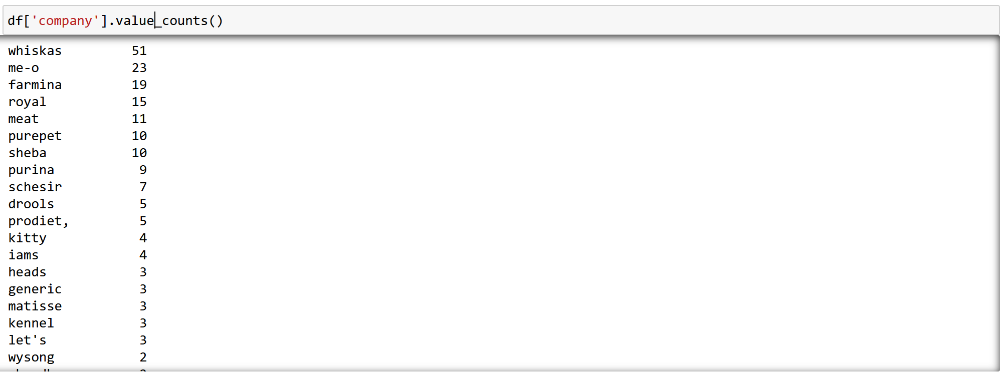 df['company'].value_counts()
whiskas 51
me-o 23
farmina 19
royal 15
meat 11
purepet 10
sheba 10
purina 9
schesir 7
drools 5
prodiet, 5
kitty 4
iams 4
heads 3
generic 3
matisse 3
kennel 3
let's 3
wysong 2